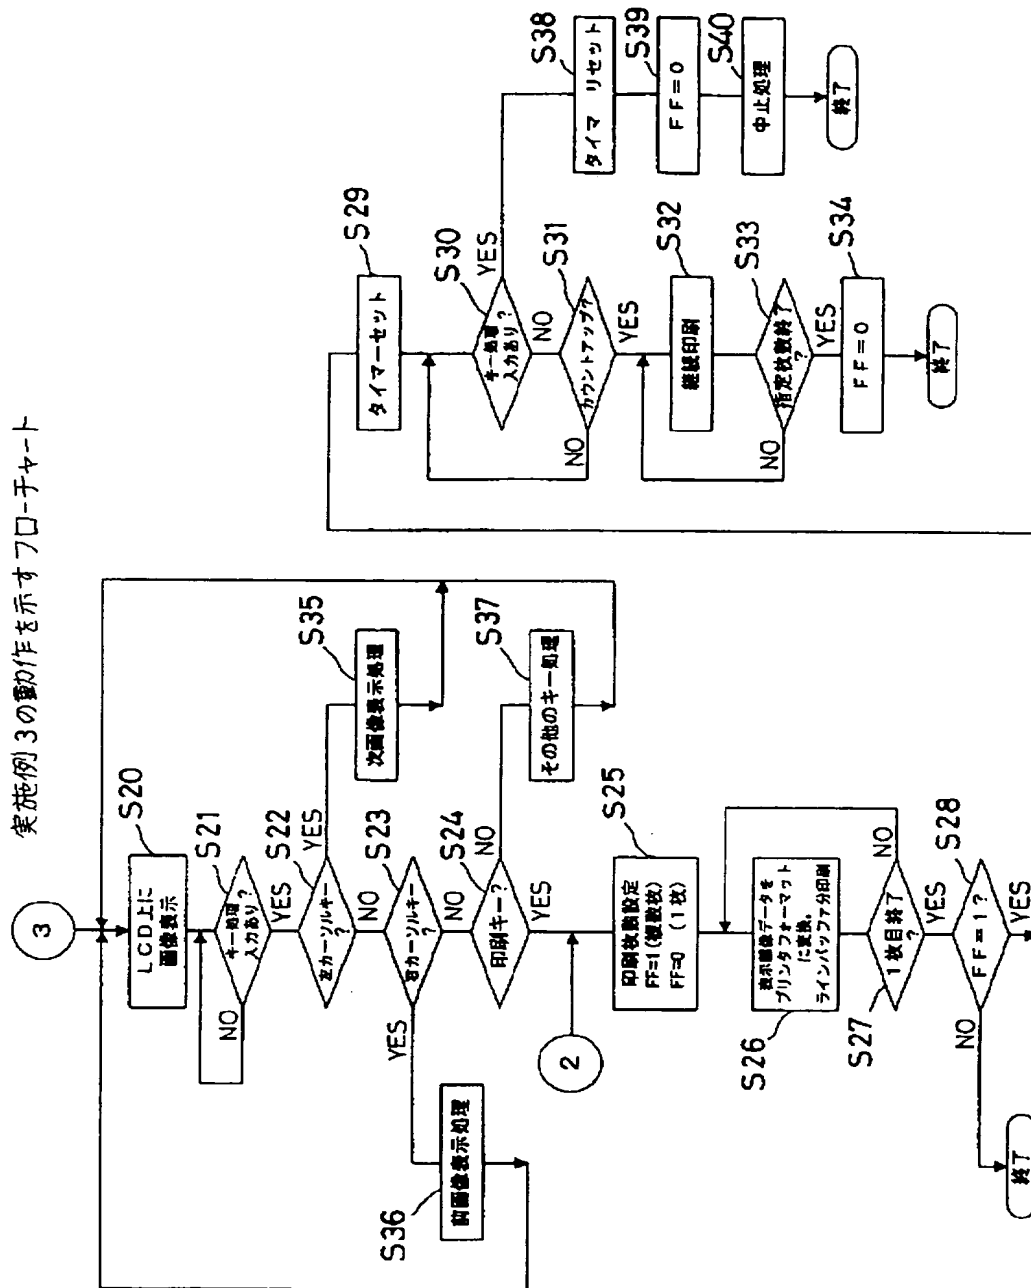 実施例3の動作を示すフローチャート
3
S20
LCD上に
画像表示
S21
キー処理
入力あり?
NO
YES
S22
左カーソルキー
?
YES
NO
S35
次画像表示処理
S23
右カーソルキー
?
YES
NO
S36
前画像表示処理
S24
印刷キー?
NO
YES
S37
その他のキー処理
2
S25
印刷枚数設定
FF=1(複数枚)
FF=0 (1枚)
S26
表示画像データを
プリンタフォーマット
に変換。
ラインバッファ分印刷
S27
1枚目終了
?
NO
YES
S28
FF=1?
NO
YES
終了
S29
タイマーセット
S30
キー処理
入力あり?
YES
NO
S31
カウントアップ?
NO
YES
S32
継続印刷
S33
指定枚数終了
?
NO
YES
S34
FF=0
終了
S38
タイマ リセット
S39
FF=0
S40
中止処理
終了